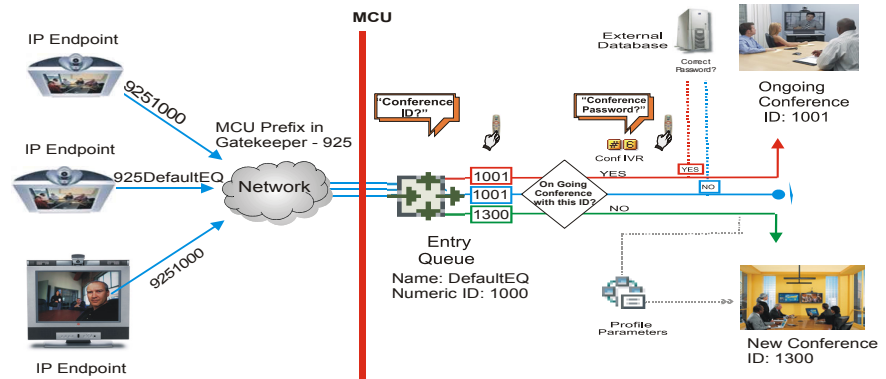 MCU
IP Endpoint
9251000
IP Endpoint
925DefaultEQ
9251000
IP Endpoint
MCU Prefix in
Gatekeeper - 925
Network
"Conference
ID?"
Entry
Queue
Name: DefaultEQ
Numeric ID: 1000
1001
1001
1300
On Going
Conference
with this ID?
YES
NO
"Conference
Password?"
# 6
Conf IVR
External
Database
Correct
Password?
YES
NO
Ongoing
Conference
ID: 1001
Profile
Parameters
New Conference
ID: 1300